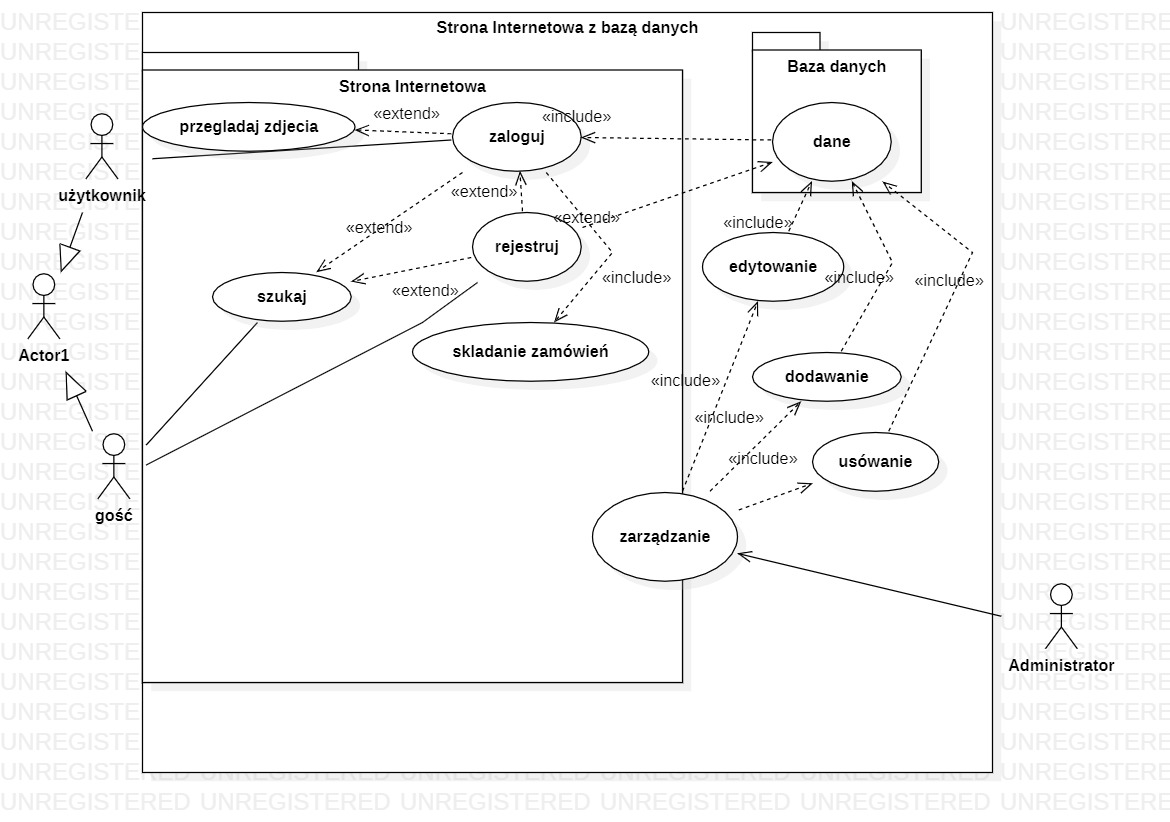 Strona Internetowa z bazą danych
Baza danych
Strona Internetowa
przegladaj zdjecia
«extend»
zaloguj
«include»
dane
użytkownik
«extend»
«extend»
«extend»
«include»
rejestruj
edytowanie
«include»
«include»
«include»
szukaj
«extend»
Actor1
skladanie zamówień
dodawanie
«include»
«include»
«include»
usówanie
gość
zarządzanie
Administrator
UNREGISTERED UNREGISTERED UNREGISTERED UNREGISTERED UNREGISTERED UNREGISTERE